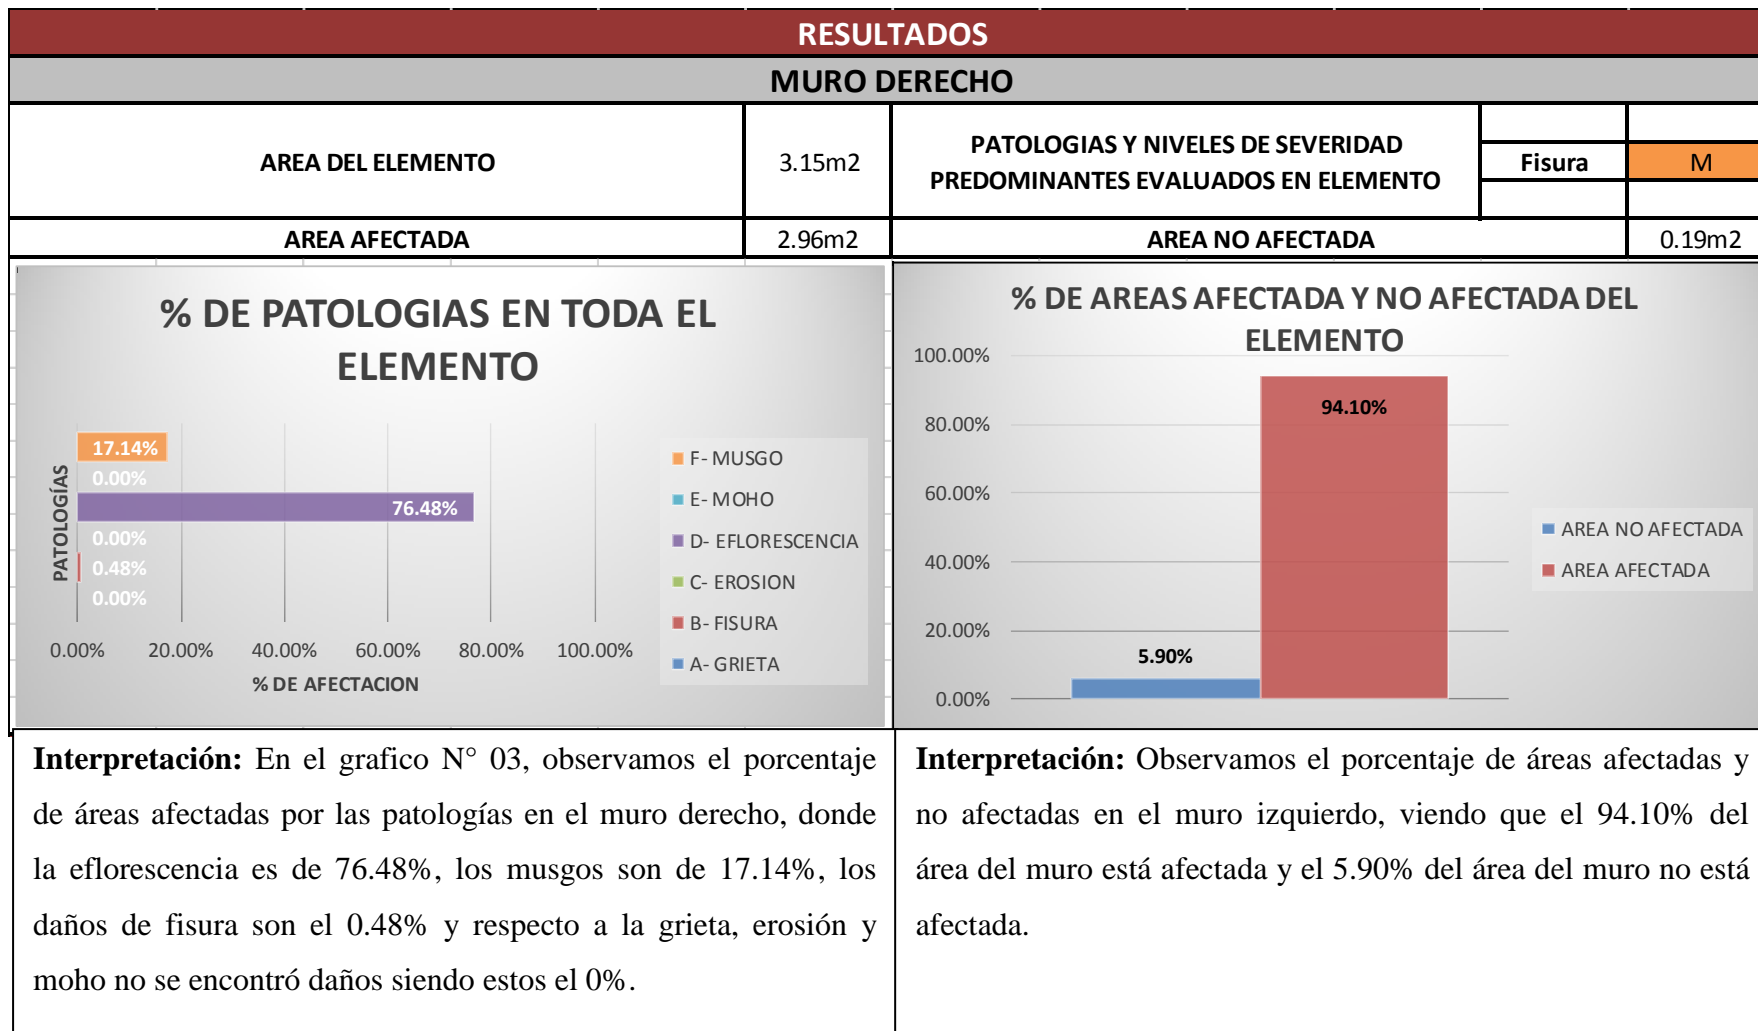 RESULTADOS
MURO DERECHO
AREA DEL ELEMENTO
3.15m2
PATOLOGIAS Y NIVELES DE SEVERIDAD
PREDOMINANTES EVALUADOS EN ELEMENTO
Fisura
M
AREA AFECTADA
2.96m2
AREA NO AFECTADA
0.19m2
% DE PATOLOGIAS EN TODA EL
ELEMENTO
PATOLOGÍAS
17.14%
0.00%
76.48%
0.00%
0.48%
0.00%
0.00% 20.00% 40.00% 60.00% 80.00% 100.00%
% DE AFECTACION
F- MUSGO
E- MOHO
D- EFLORESCENCIA
C- EROSION
B- FISURA
A- GRIETA
% DE AREAS AFECTADA Y NO AFECTADA DEL
ELEMENTO
100.00%
80.00%
60.00%
40.00%
20.00%
0.00%
94.10%
5.90%
AREA NO AFECTADA
AREA AFECTADA
Interpretación: En el grafico N° 03, observamos el porcentaje
de áreas afectadas por las patologías en el muro derecho, donde
la eflorescencia es de 76.48%, los musgos son de 17.14%, los
daños de fisura son el 0.48% y respecto a la grieta, erosión y
moho no se encontró daños siendo estos el 0%.
Interpretación: Observamos el porcentaje de áreas afectadas y
no afectadas en el muro izquierdo, viendo que el 94.10% del
área del muro está afectada y el 5.90% del área del muro no está
afectada.